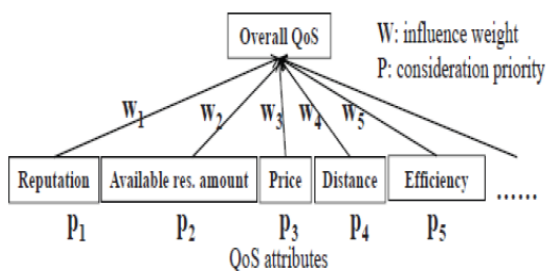 Overall QoS
W: influence weight
P: consideration priority
W1 W2 W3 W4 W5
Reputation Available res. amount Price Distance Efficiency ......
p1 p2 p3 p4 p5
QoS attributes